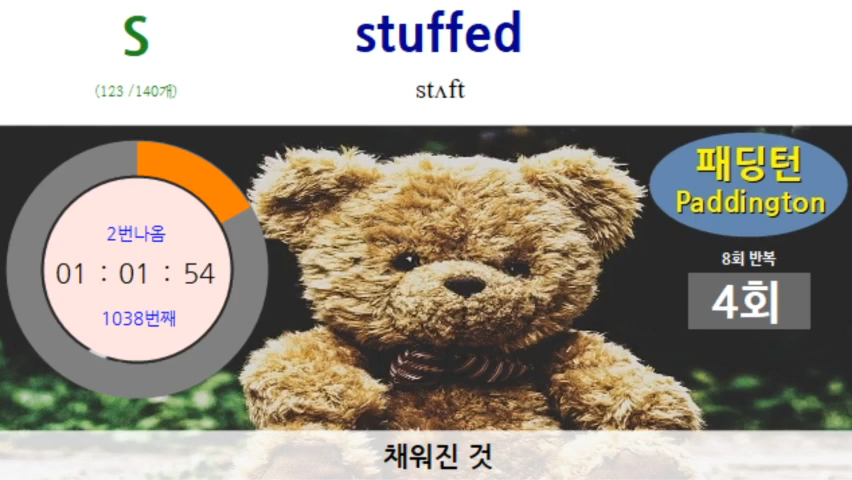 S
stuffed
(123 /140개)
stʌft
패딩턴
Paddington
2번나옴
01 : 01 : 54
1038번째
8회 반복
4회
채워진 것